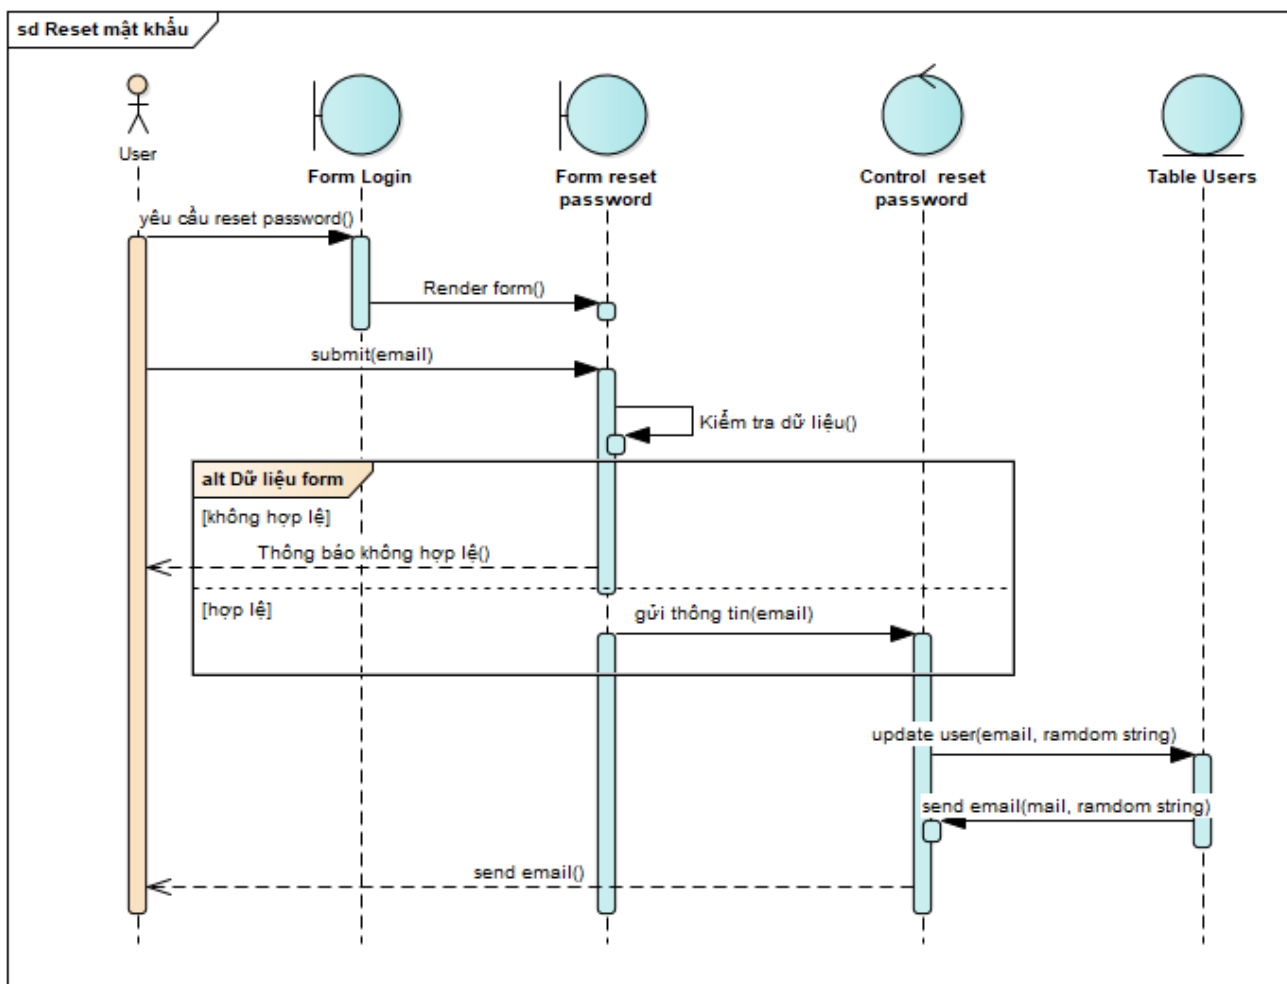 sd Reset mật khẩu
User
Form Login
Form reset
password
Control reset
password
Table Users
yêu cầu reset password()
Render form()
submit(email)
Kiểm tra dữ liệu()
alt Dữ liệu form
[không hợp lệ]
Thông báo không hợp lệ()
[hợp lệ]
gửi thông tin(email)
update user(email, ramdom string)
send email(mail, ramdom string)
send email()